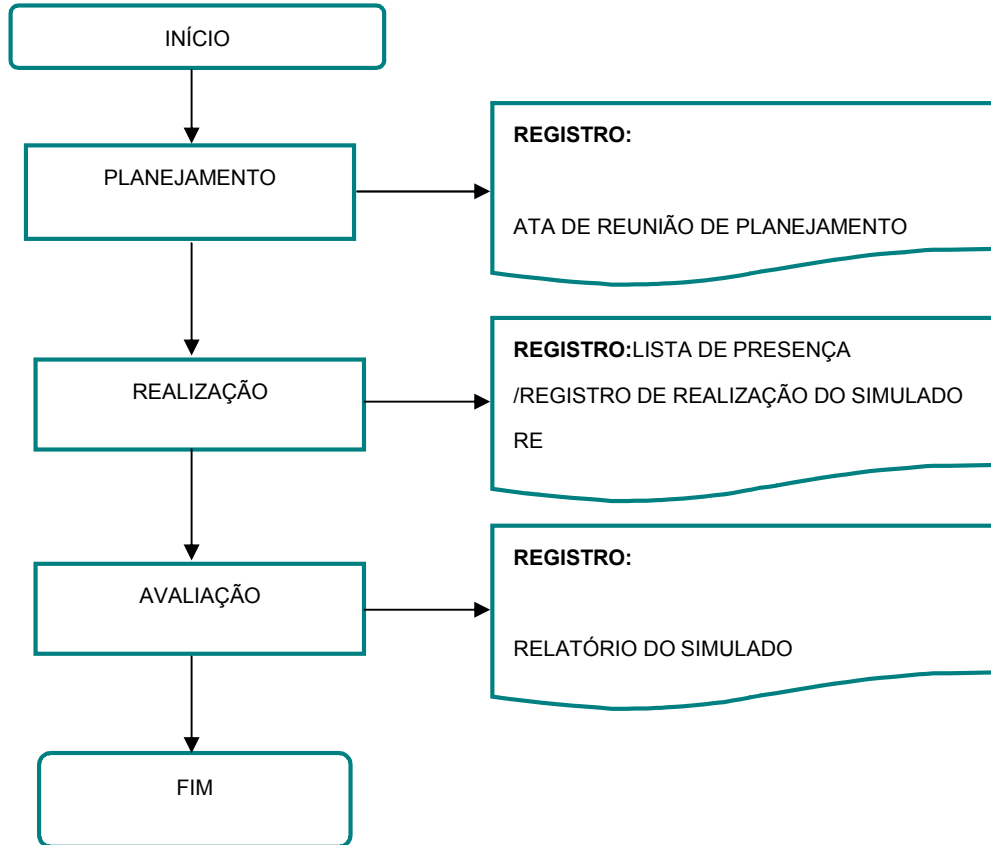 INÍCIO
PLANEJAMENTO
REGISTRO:
ATA DE REUNIÃO DE PLANEJAMENTO
REALIZAÇÃO
REGISTRO:LISTA DE PRESENÇA
/REGISTRO DE REALIZAÇÃO DO SIMULADO
RE
AVALIAÇÃO
REGISTRO:
RELATÓRIO DO SIMULADO
FIM